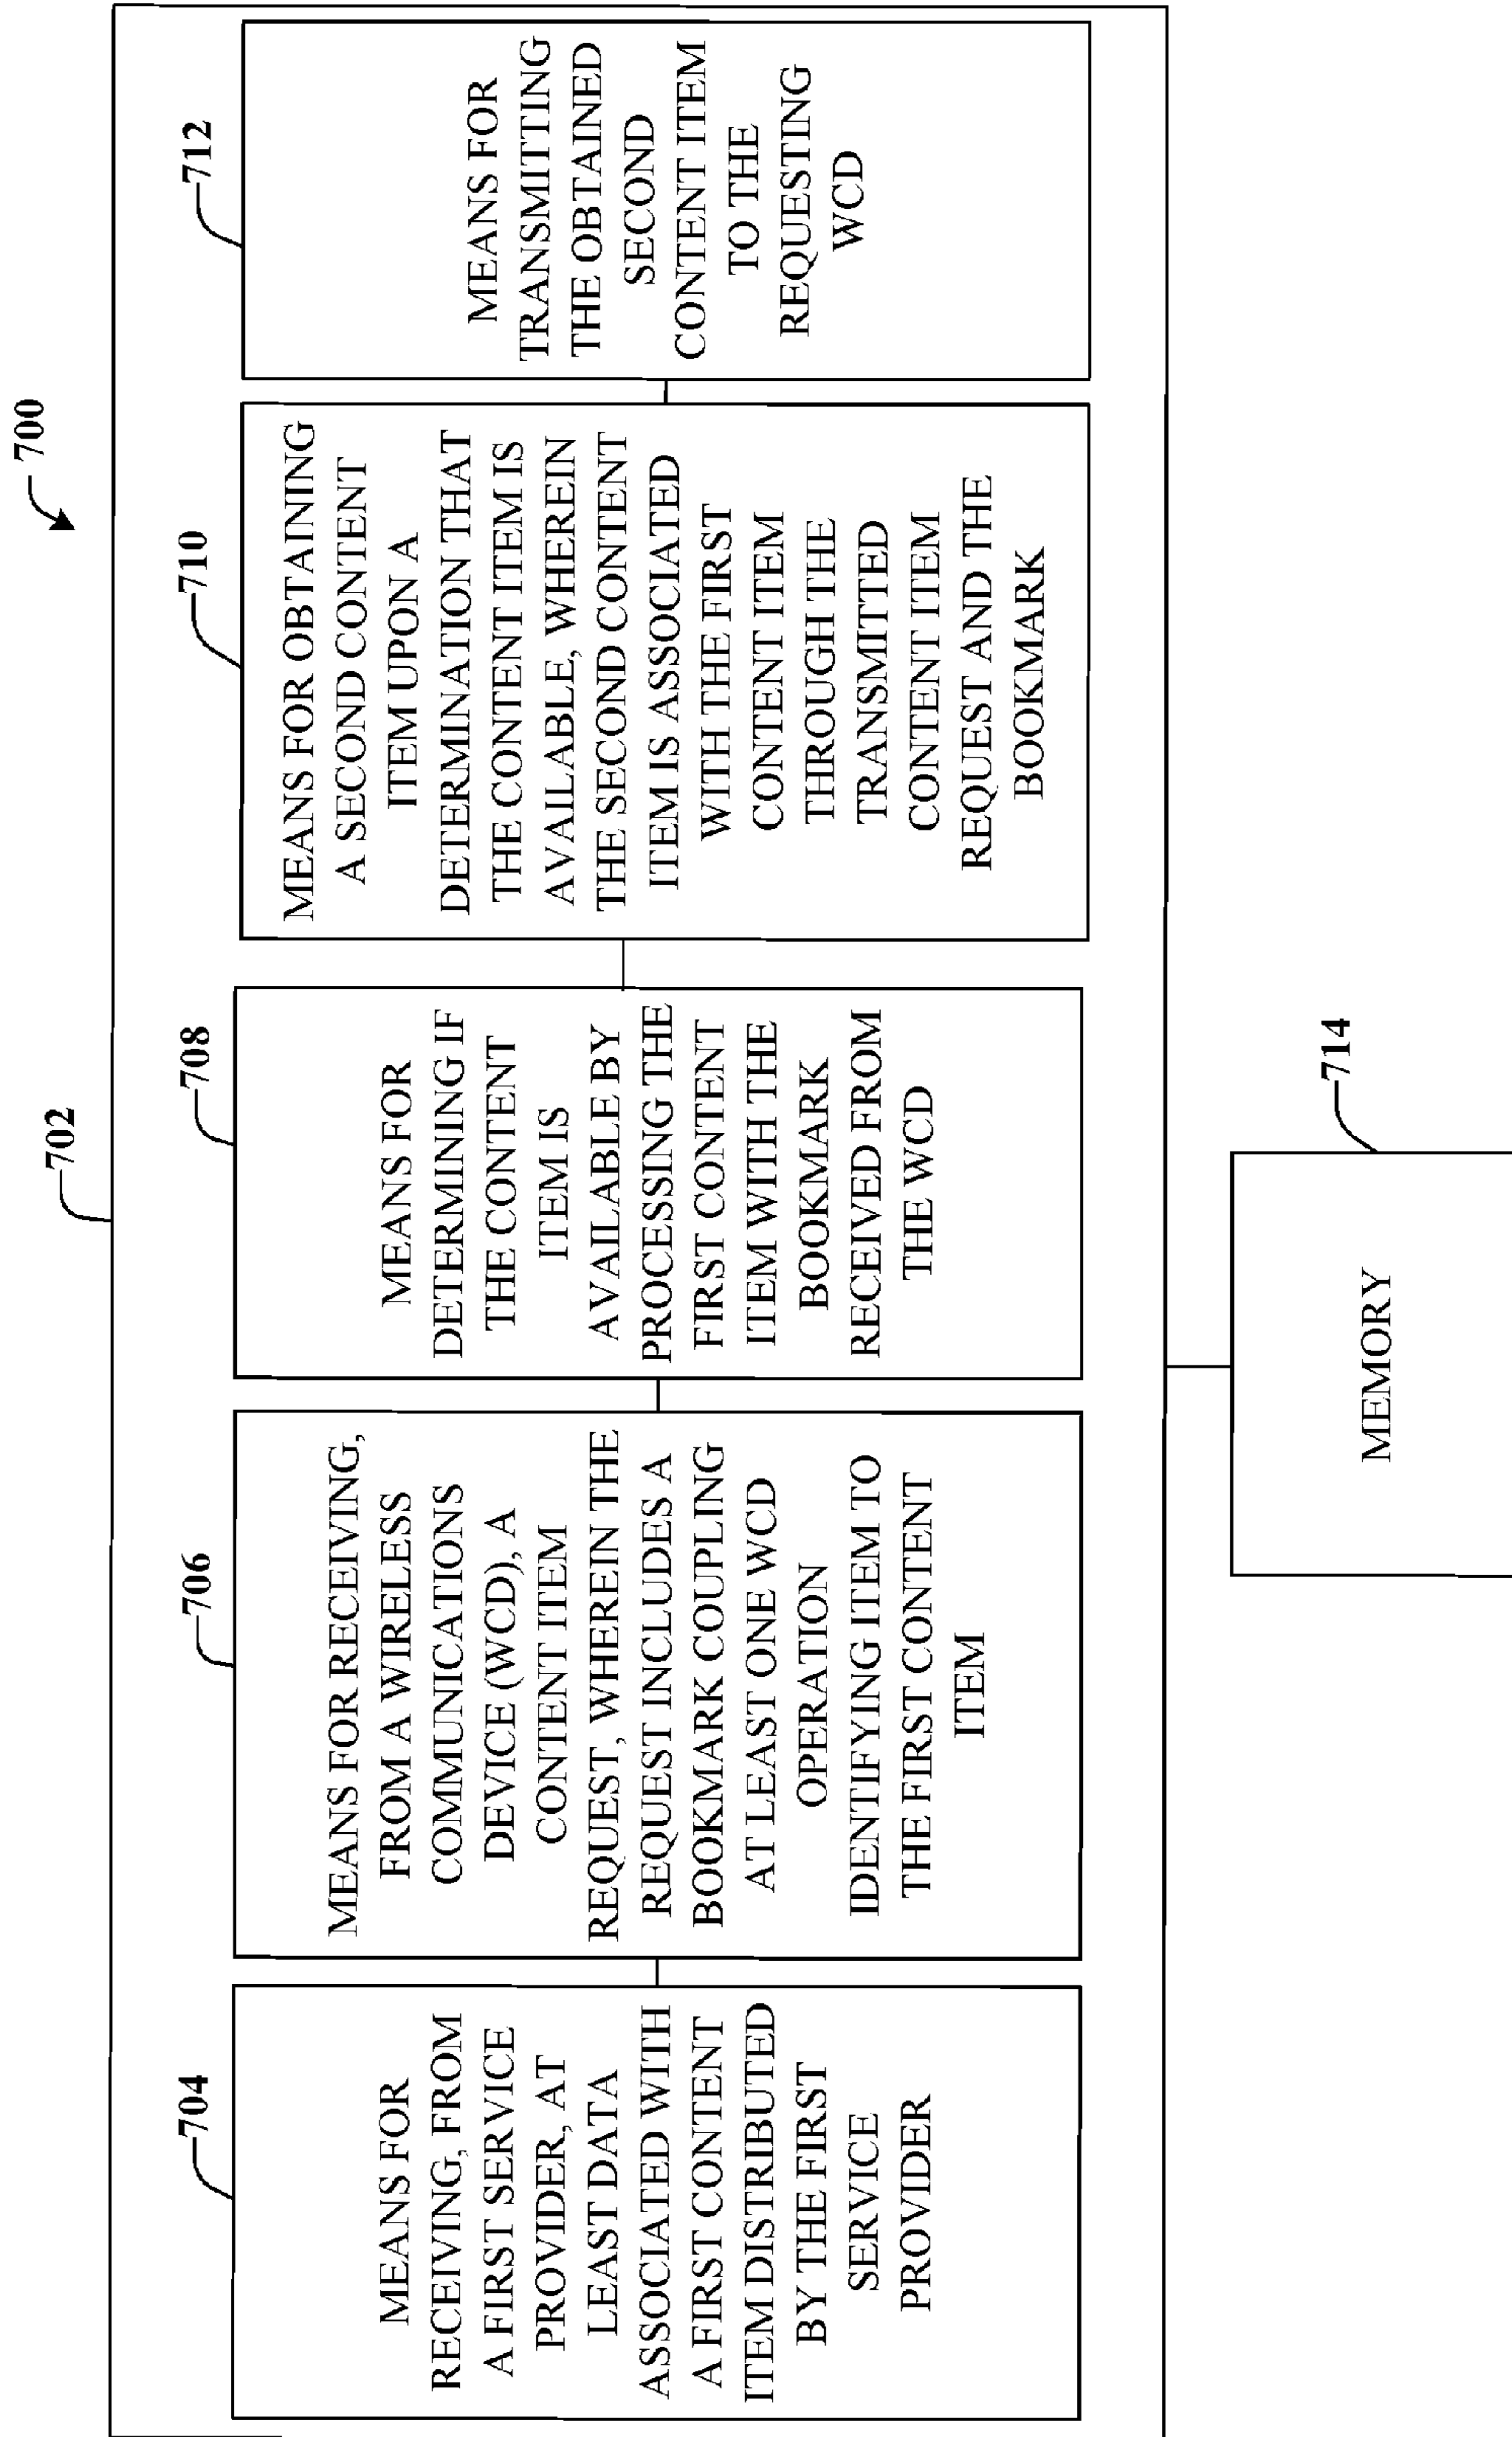 700
702
704
MEANS FOR
RECEIVING, FROM
A FIRST SERVICE
PROVIDER, AT
LEAST DATA
ASSOCIATED WITH
A FIRST CONTENT
ITEM DISTRIBUTED
BY THE FIRST
SERVICE
PROVIDER
706
MEANS FOR RECEIVING,
FROM A WIRELESS
COMMUNICATIONS
DEVICE (WCD), A
CONTENT ITEM
REQUEST, WHEREIN THE
REQUEST INCLUDES A
BOOKMARK COUPLING
AT LEAST ONE WCD
OPERATION
IDENTIFYING ITEM TO
THE FIRST CONTENT
ITEM
708
MEANS FOR
DETERMINING IF
THE CONTENT
ITEM IS
AVAILABLE BY
PROCESSING THE
FIRST CONTENT
ITEM WITH THE
BOOKMARK
RECEIVED FROM
THE WCD
710
MEANS FOR OBTAINING
A SECOND CONTENT
ITEM UPON A
DETERMINATION THAT
THE CONTENT ITEM IS
AVAILABLE, WHEREIN
THE SECOND CONTENT
ITEM IS ASSOCIATED
WITH THE FIRST
CONTENT ITEM
THROUGH THE
TRANSMITTED
CONTENT ITEM
REQUEST AND THE
BOOKMARK
712
MEANS FOR
TRANSMITTING
THE OBTAINED
SECOND
CONTENT ITEM
TO THE
REQUESTING
WCD
714
MEMORY